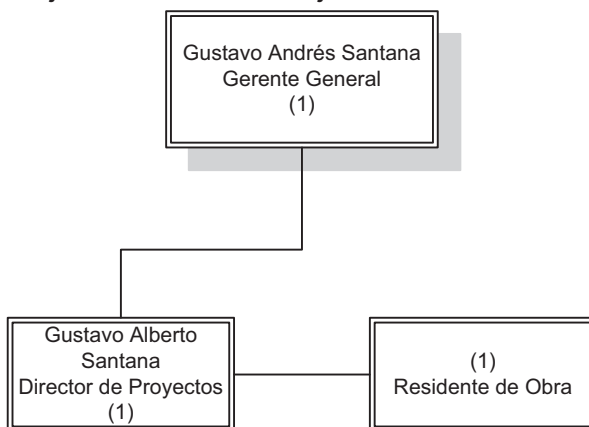 Gustavo Andrés Santana
Gerente General
(1)
Gustavo Alberto
Santana
Director de Proyectos
(1)
(1)
Residente de Obra